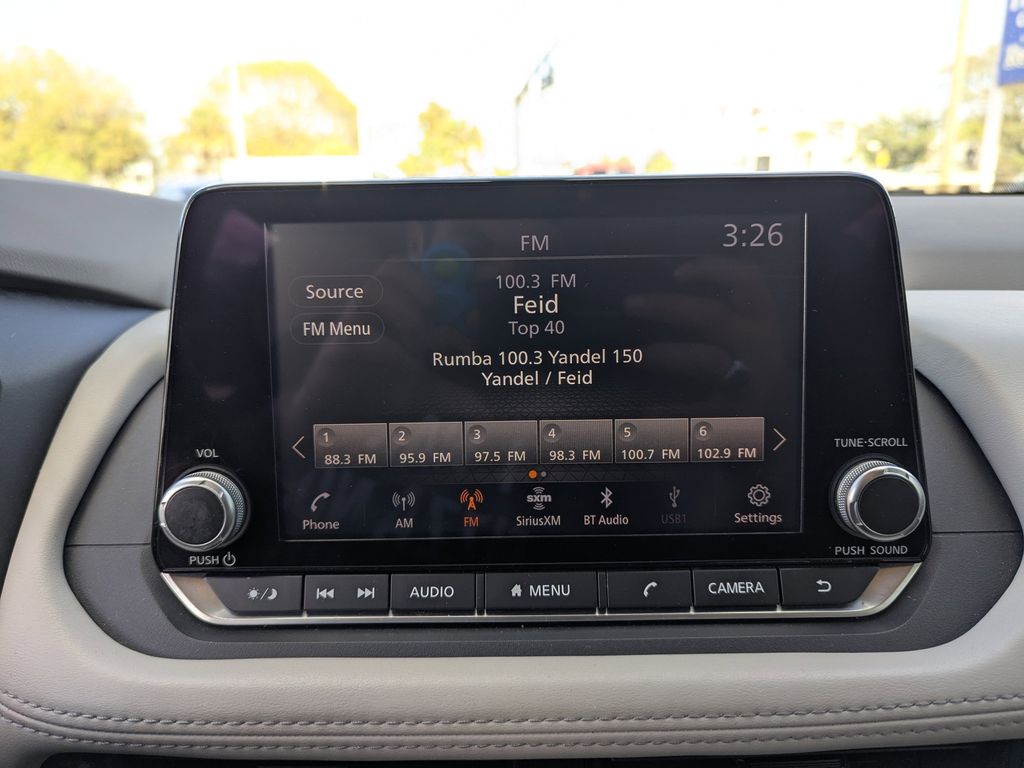 FM
3:26
Source
FM Menu
100.3 FM
Feid
Top 40
Rumba 100.3 Yandel 150
Yandel / Feid
1 88.3 FM
2 95.9 FM
3 97.5 FM
4 98.3 FM
5 100.7 FM
6 102.9 FM
Phone
AM
FM
sxm
SiriusXM
BT Audio
USB1
Settings
VOL
PUSH
TUNE·SCROLL
PUSH SOUND
AUDIO
MENU
CAMERA